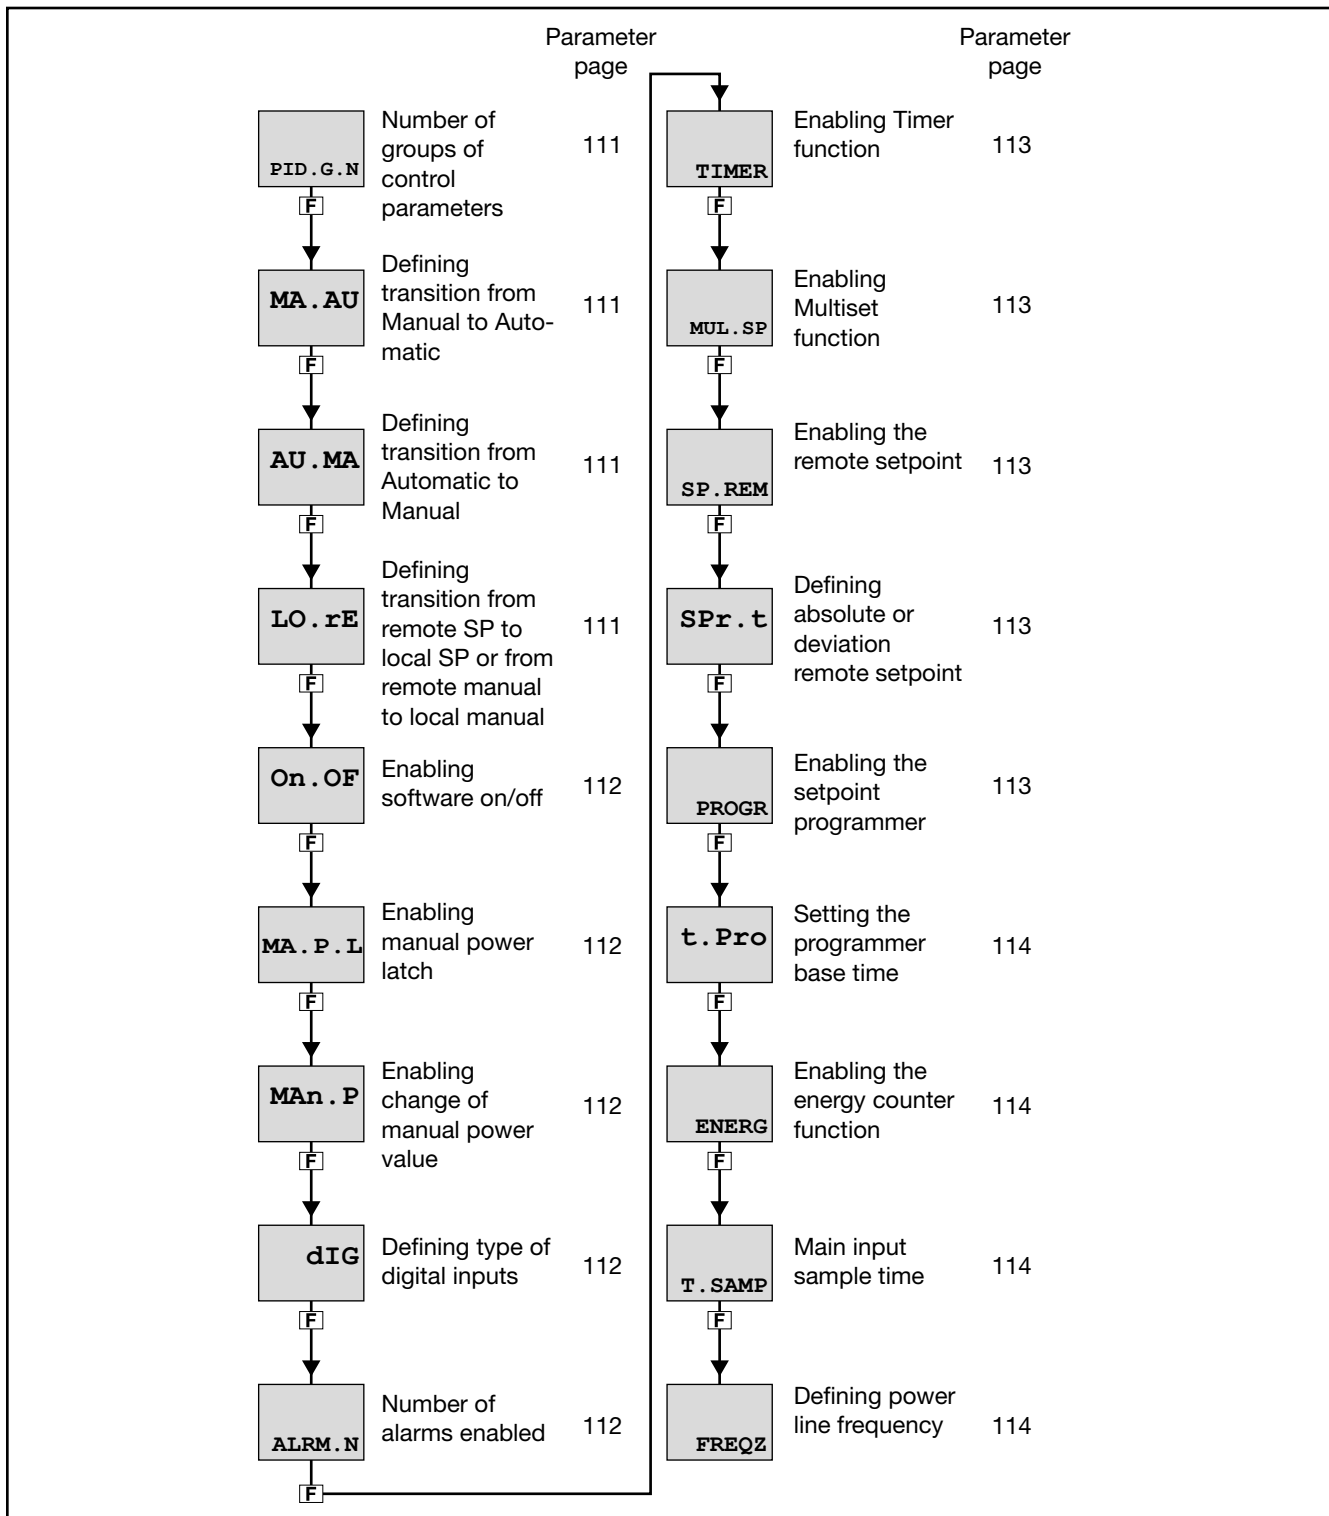 Parameter
page
PID.G.N
Number of
groups of
control
parameters
111
F
MA.AU
Defining
transition from
Manual to Auto-
matic
111
F
AU.MA
Defining
transition from
Automatic to
Manual
111
F
LO.rE
Defining
transition from
remote SP to
local SP or from
remote manual
to local manual
111
F
On.OF
Enabling
software on/off
112
F
MA.P.L
Enabling
manual power
latch
112
F
MAn.P
Enabling
change of
manual power
value
112
F
dIG
Defining type of
digital inputs
112
F
ALRM.N
Number of
alarms enabled
112
F
Parameter
page
TIMER
Enabling Timer
function
113
F
MUL.SP
Enabling
Multiset
function
113
F
SP.REM
Enabling the
remote setpoint
113
F
SPr.t
Defining
absolute or
deviation
remote setpoint
113
F
PROGR
Enabling the
setpoint
programmer
113
F
t.Pro
Setting the
programmer
base time
114
F
ENERG
Enabling the
energy counter
function
114
F
T.SAMP
Main input
sample time
114
F
FREQZ
Defining power
line frequency
114